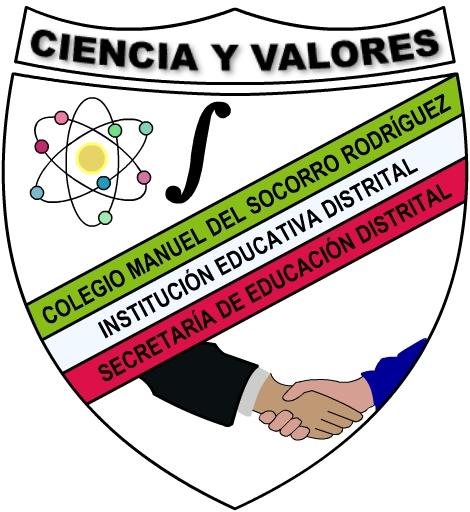 CIENCIA Y VALORES
∫
COLEGIO MANUEL DEL SOCORRO RODRÍGUEZ
INSTITUCIÓN EDUCATIVA DISTRITAL
SECRETARÍA DE EDUCACIÓN DISTRITAL